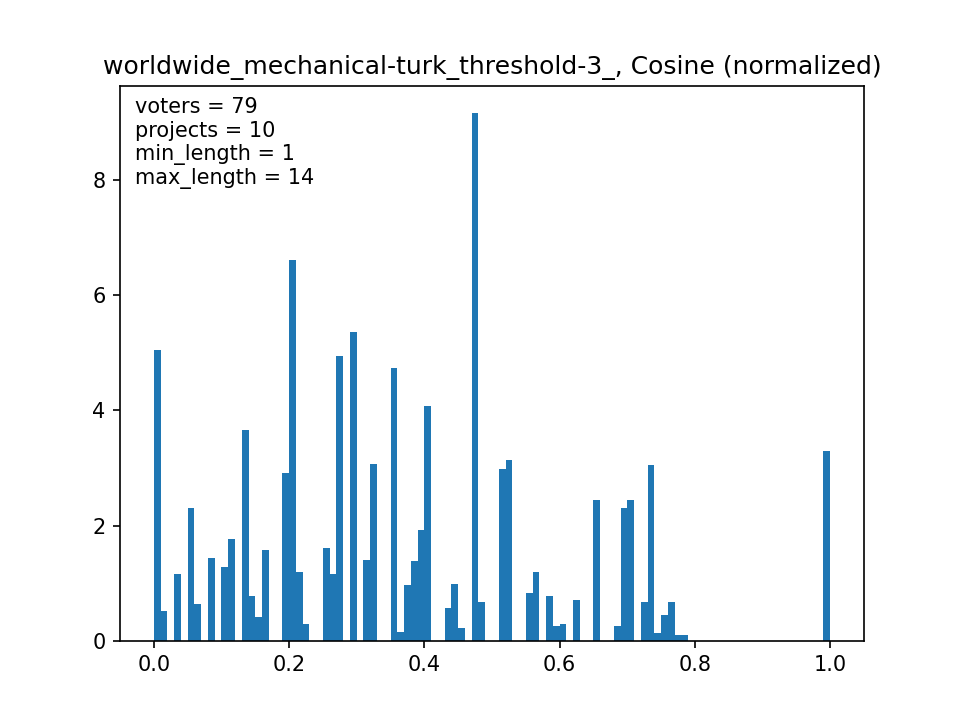 worldwide_mechanical-turk_threshold-3_, Cosine (normalized)
voters = 79
projects = 10
min_length = 1
max_length = 14
8
6
4
2
0
0.0 0.2 0.4 0.6 0.8 1.0